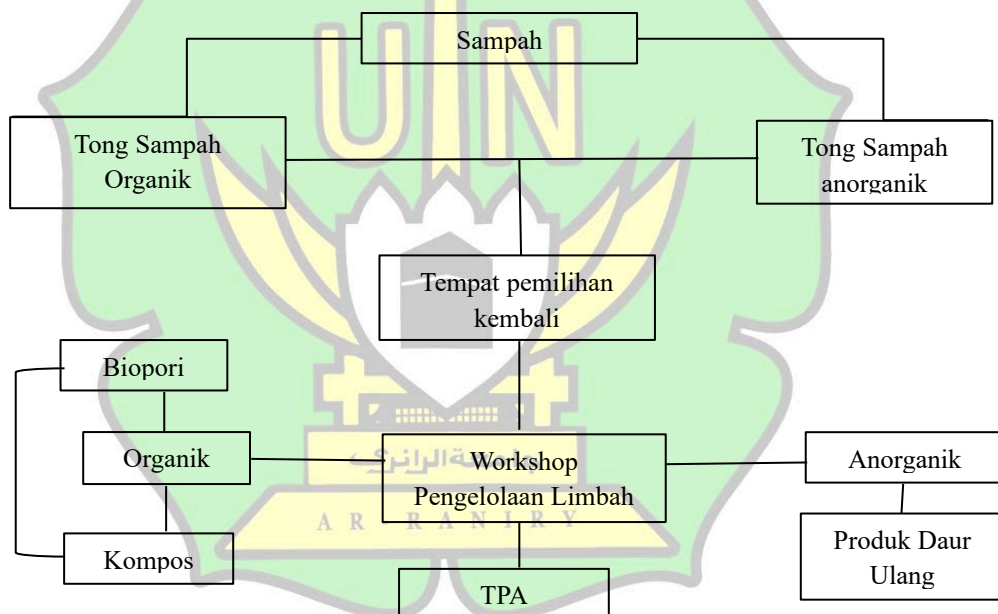 UIN
Sampah
Tong Sampah
Organik
Tong Sampah
anorganik
Tempat pemilihan
kembali
Biopori
Organik
جامعة الرانري
Workshop
Pengelolaan Limbah
Anorganik
AR RANIRY
Kompos
Produk Daur
Ulang
TPA